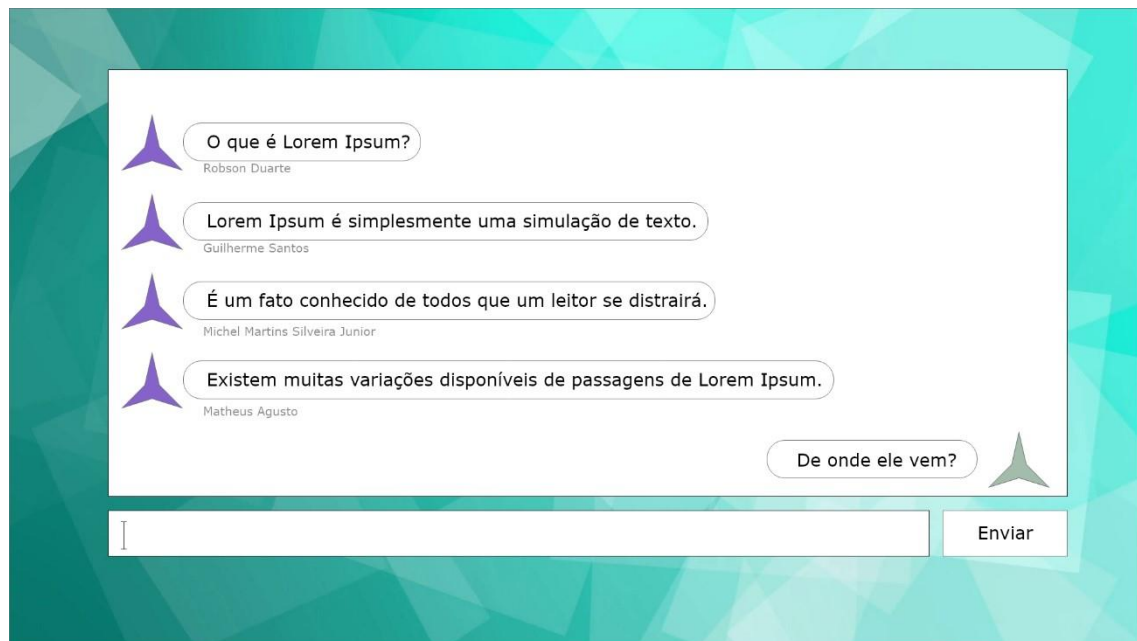 O que é Lorem Ipsum?
Robson Duarte
Lorem Ipsum é simplesmente uma simulação de texto.
Guilherme Santos
É um fato conhecido de todos que um leitor se distrairá.
Michel Martins Silveira Junior
Existem muitas variações disponíveis de passagens de Lorem Ipsum.
Matheus Agusto
De onde ele vem?
Enviar